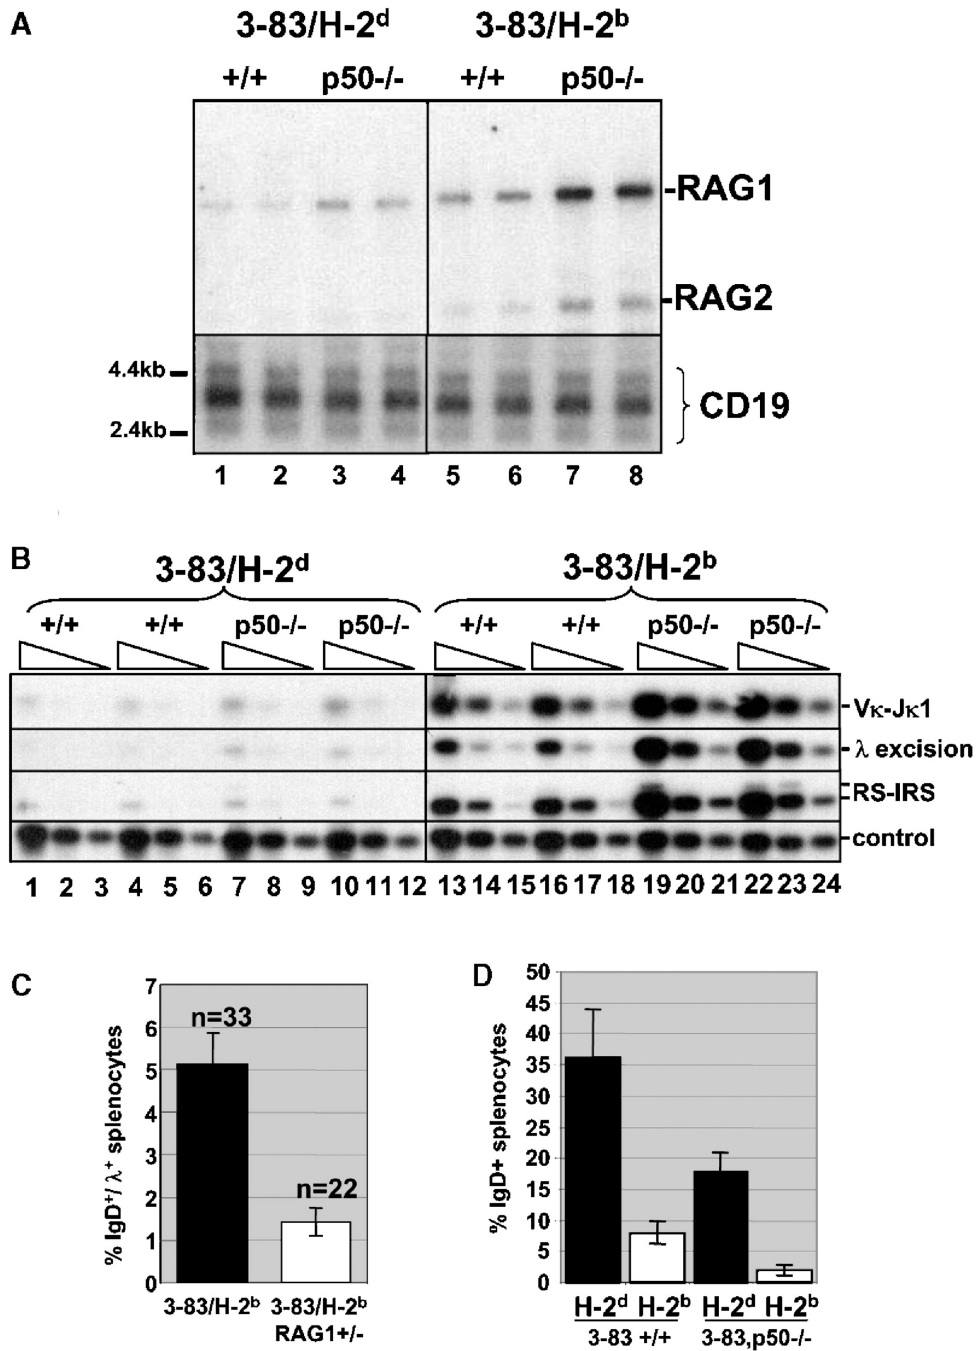 A
3-83/H-2ᵈ 3-83/H-2ᵇ
+/+ p50-/- +/+ p50-/-
-RAG1
-RAG2
4.4kb
2.4kb
CD19
1 2 3 4 5 6 7 8
B
3-83/H-2ᵈ 3-83/H-2ᵇ
+/+ +/+ p50-/- p50-/- +/+ +/+ p50-/- p50-/-
Vκ-Jκ1
λ excision
RS-IRS
control
1 2 3 4 5 6 7 8 9 10 11 12 13 14 15 16 17 18 19 20 21 22 23 24
C
% IgD⁺/λ⁺ splenocytes
7
6
5
4
3
2
1
0
n=33
n=22
3-83/H-2ᵇ 3-83/H-2ᵇ
RAG1+/-
D
% IgD+ splenocytes
50
45
40
35
30
25
20
15
10
5
0
H-2ᵈ H-2ᵇ H-2ᵈ H-2ᵇ
3-83 +/+ 3-83,p50-/-